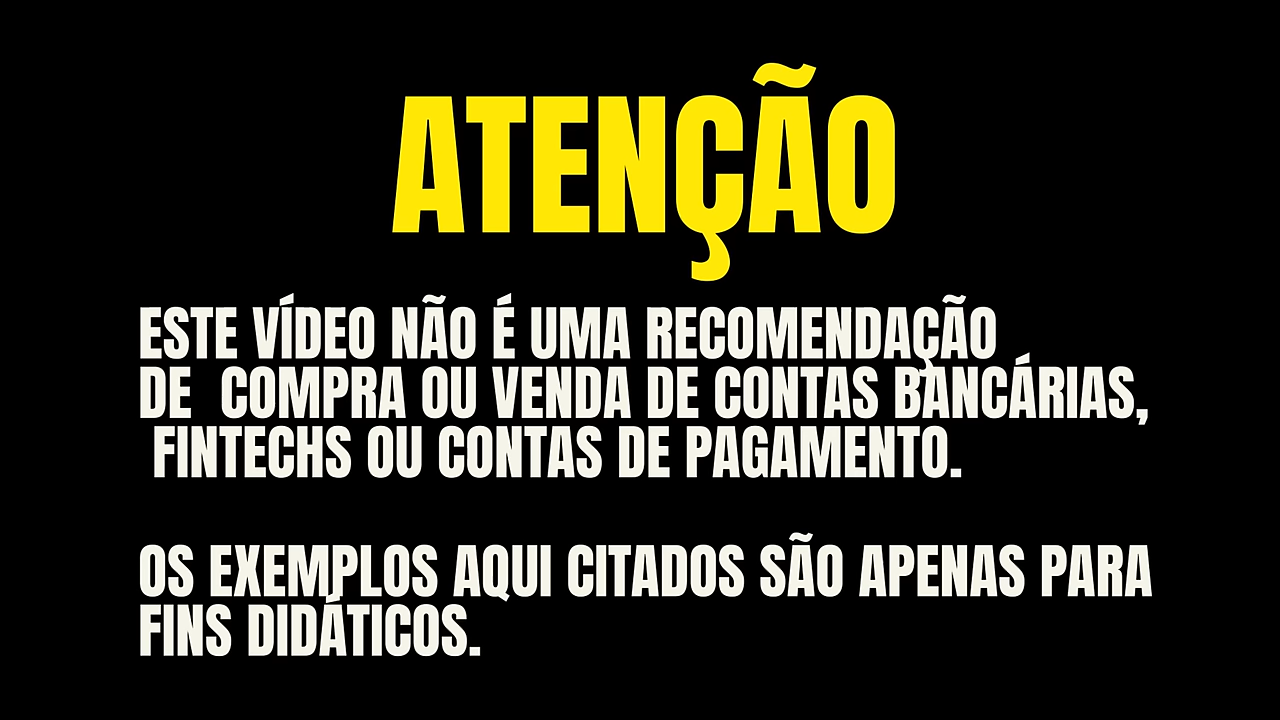 ATENÇÃO
ESTE VÍDEO NÃO É UMA RECOMENDAÇÃO
DE COMPRA OU VENDA DE CONTAS BANCÁRIAS,
FINTECHS OU CONTAS DE PAGAMENTO.
OS EXEMPLOS AQUI CITADOS SÃO APENAS PARA
FINS DIDÁTICOS.